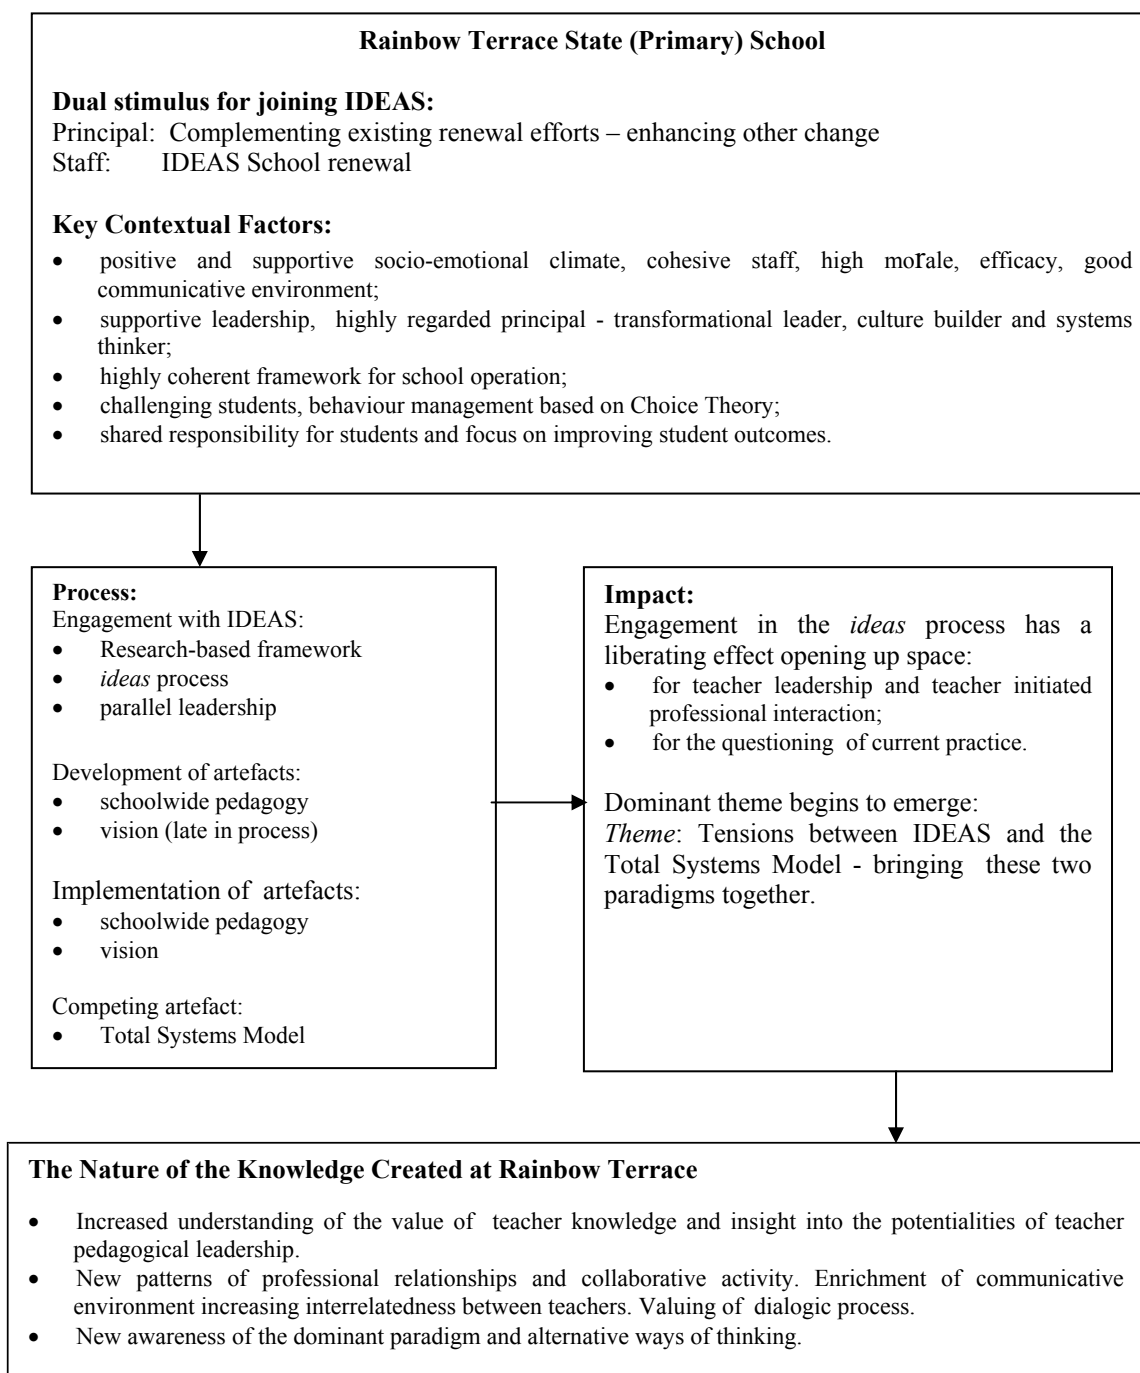 Rainbow Terrace State (Primary) School
Dual stimulus for joining IDEAS:
Principal: Complementing existing renewal efforts – enhancing other change
Staff: IDEAS School renewal
Key Contextual Factors:
• positive and supportive socio-emotional climate, cohesive staff, high morale, efficacy, good
communicative environment;
• supportive leadership, highly regarded principal - transformational leader, culture builder and systems
thinker;
• highly coherent framework for school operation;
• challenging students, behaviour management based on Choice Theory;
• shared responsibility for students and focus on improving student outcomes.
Process:
Engagement with IDEAS:
• Research-based framework
• ideas process
• parallel leadership
Development of artefacts:
• schoolwide pedagogy
• vision (late in process)
Implementation of artefacts:
• schoolwide pedagogy
• vision
Competing artefact:
• Total Systems Model
Impact:
Engagement in the ideas process has a
liberating effect opening up space:
• for teacher leadership and teacher initiated
professional interaction;
• for the questioning of current practice.
Dominant theme begins to emerge:
Theme: Tensions between IDEAS and the
Total Systems Model - bringing these two
paradigms together.
The Nature of the Knowledge Created at Rainbow Terrace
• Increased understanding of the value of teacher knowledge and insight into the potentialities of teacher
pedagogical leadership.
• New patterns of professional relationships and collaborative activity. Enrichment of communicative
environment increasing interrelatedness between teachers. Valuing of dialogic process.
• New awareness of the dominant paradigm and alternative ways of thinking.